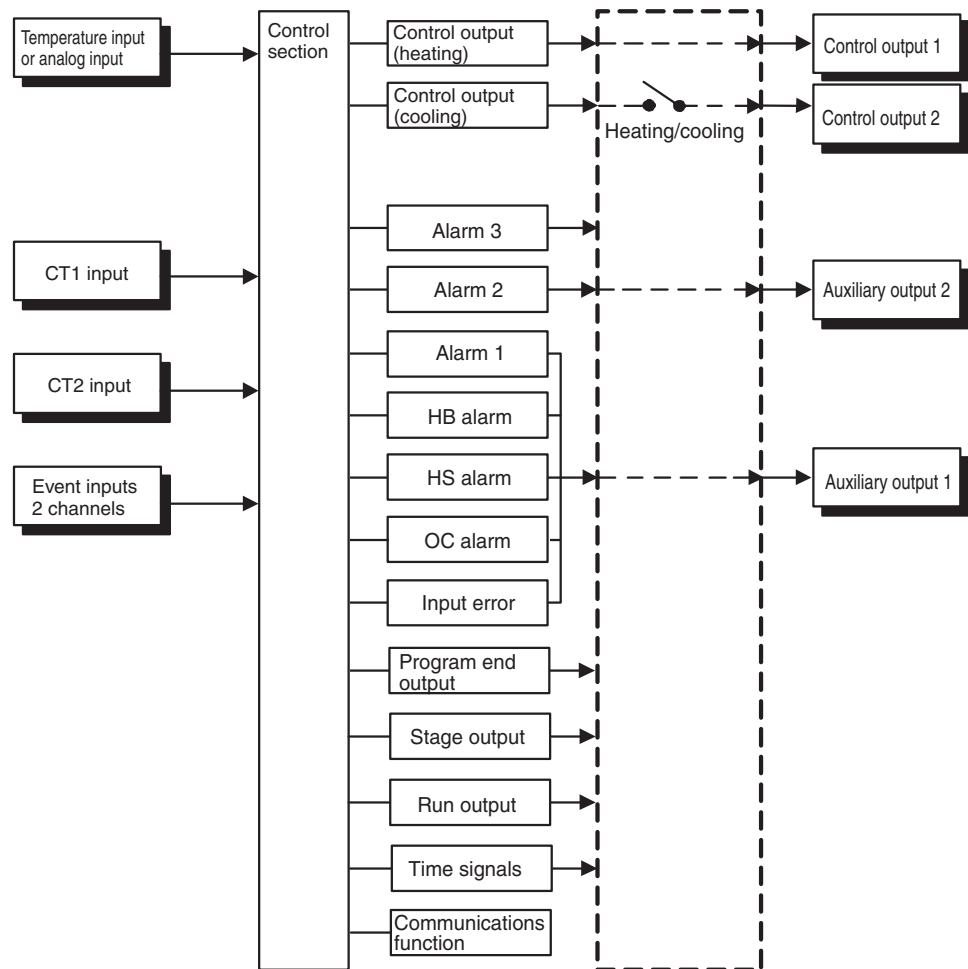 Temperature input
or analog input
Control
section
Control output
(heating)
Control output 1
Control output
(cooling)
Heating/cooling
Control output 2
Alarm 3
CT1 input
Alarm 2
Auxiliary output 2
Alarm 1
CT2 input
HB alarm
Event inputs
2 channels
HS alarm
Auxiliary output 1
OC alarm
Input error
Program end
output
Stage output
Run output
Time signals
Communications
function